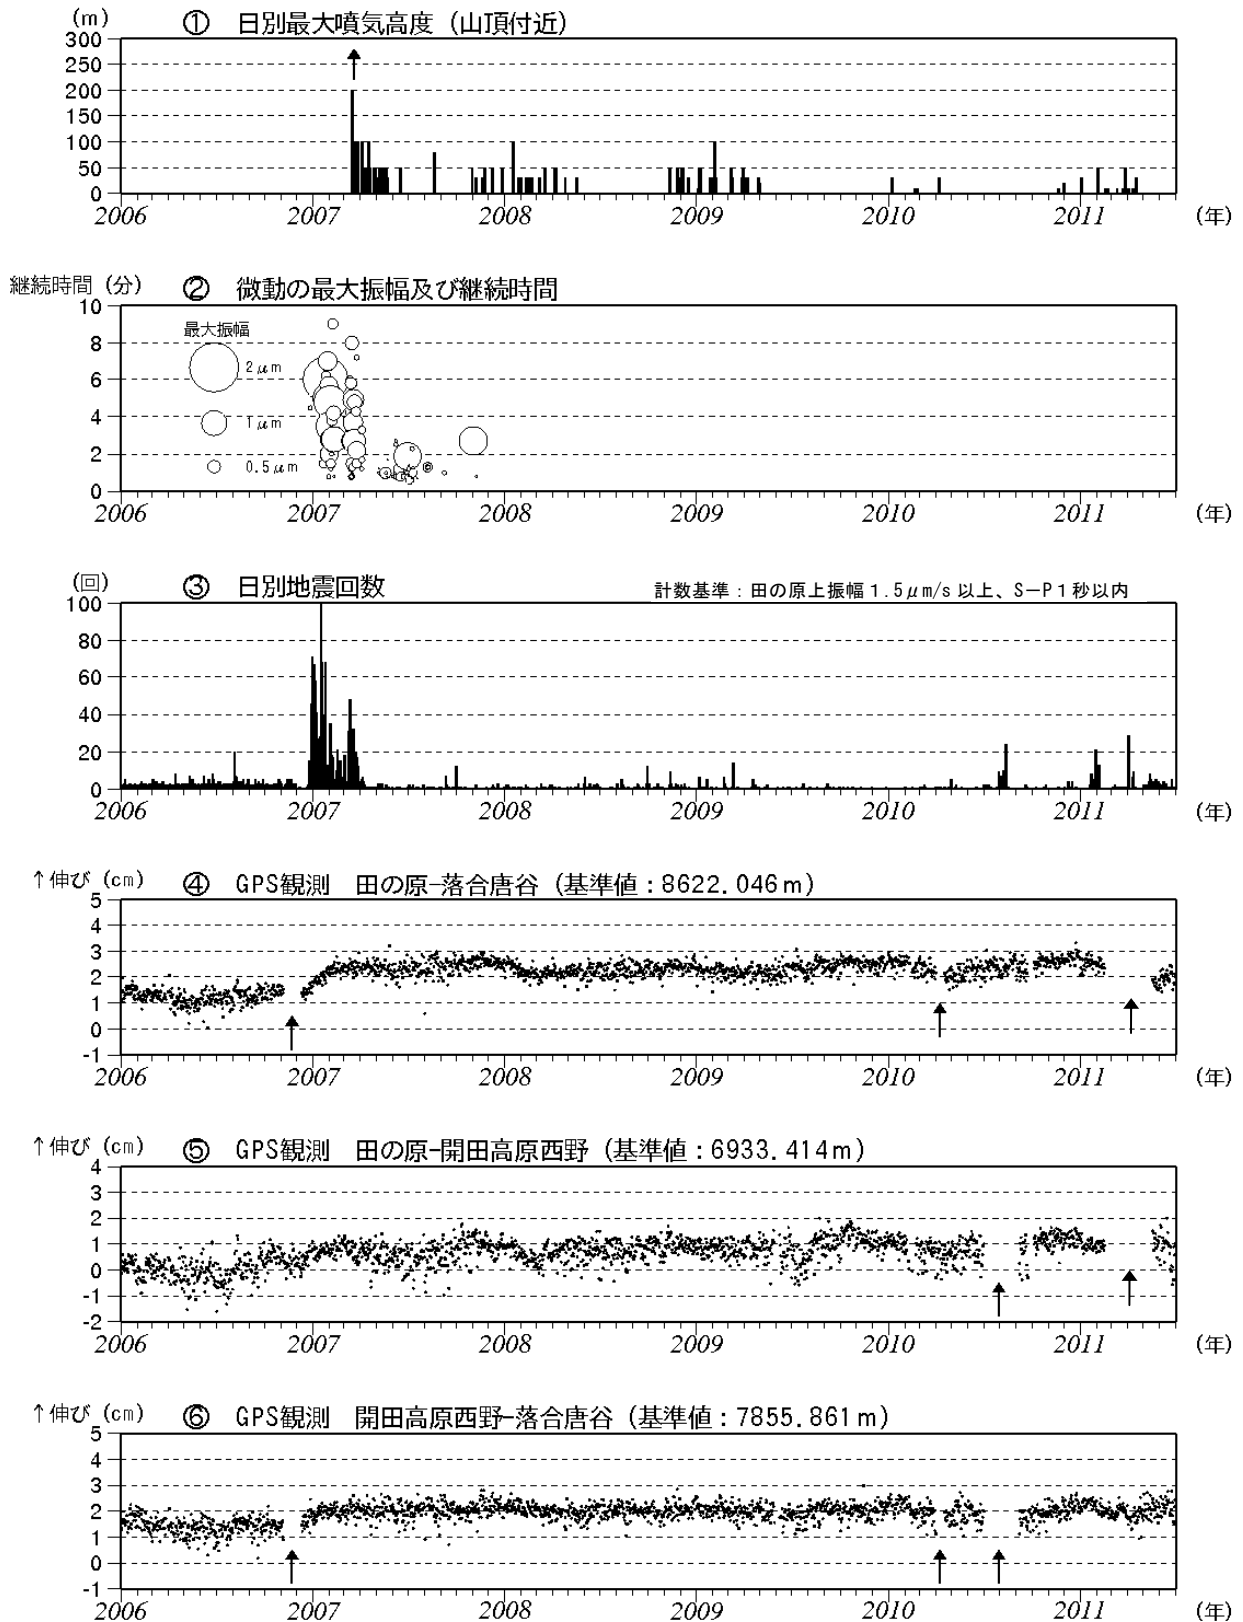 (m) ① 日別最大噴気高度 (山頂付近)
300
250
200
150
100
50
0
2006 2007 2008 2009 2010 2011 (年)
継続時間 (分) ② 微動の最大振幅及び継続時間
10
8
6
4
2
0
最大振幅
2μm
1μm
0.5μm
2006 2007 2008 2009 2010 2011 (年)
(回) ③ 日別地震回数 計数基準：田の原上振幅1.5μm/s以上、S－P1秒以内
100
80
60
40
20
0
2006 2007 2008 2009 2010 2011 (年)
↑伸び (cm) ④ GPS観測 田の原-落合唐谷 (基準値：8622.046m)
5
4
3
2
1
0
-1
2006 2007 2008 2009 2010 2011 (年)
↑伸び (cm) ⑤ GPS観測 田の原-開田高原西野 (基準値：6933.414m)
4
3
2
1
0
-1
-2
2006 2007 2008 2009 2010 2011 (年)
↑伸び (cm) ⑥ GPS観測 開田高原西野-落合唐谷 (基準値：7855.861m)
5
4
3
2
1
0
-1
2006 2007 2008 2009 2010 2011 (年)